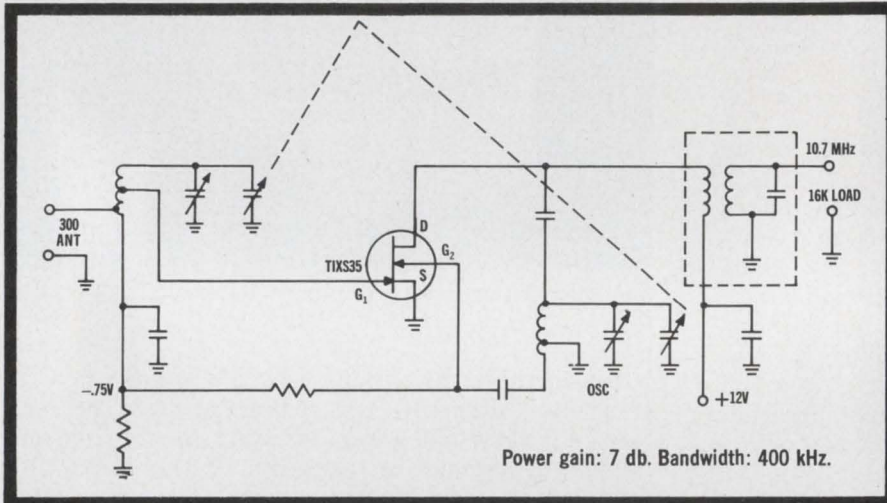 10.7 MHz
16K LOAD
300
ANT
D
G2
TIXS35
S
G1
–.75V
OSC
+12V
Power gain: 7 db. Bandwidth: 400 kHz.